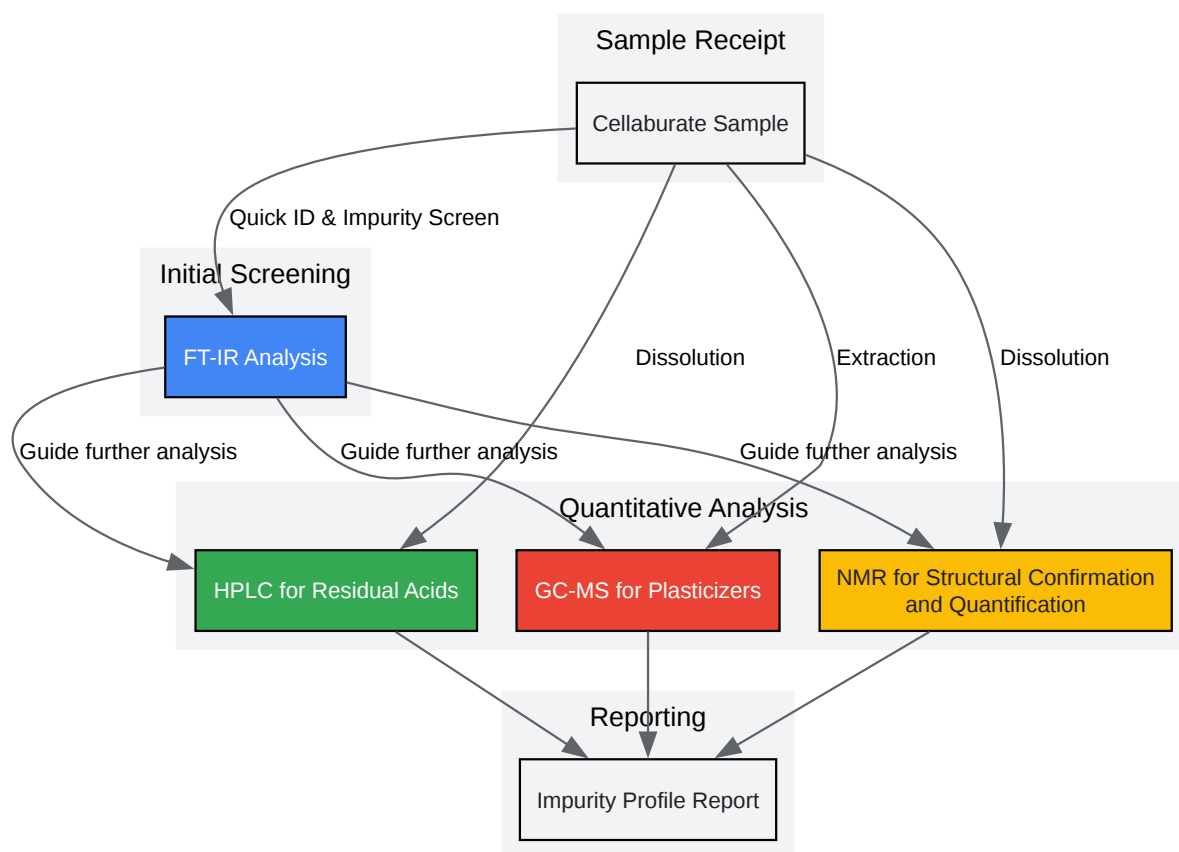 Sample Receipt
Cellaburate Sample
Quick ID & Impurity Screen
Initial Screening
FT-IR Analysis
Dissolution
Extraction
Dissolution
Guide further analysis
Guide further analysis
Guide further analysis
Quantitative Analysis
HPLC for Residual Acids
GC-MS for Plasticizers
NMR for Structural Confirmation
and Quantification
Reporting
Impurity Profile Report